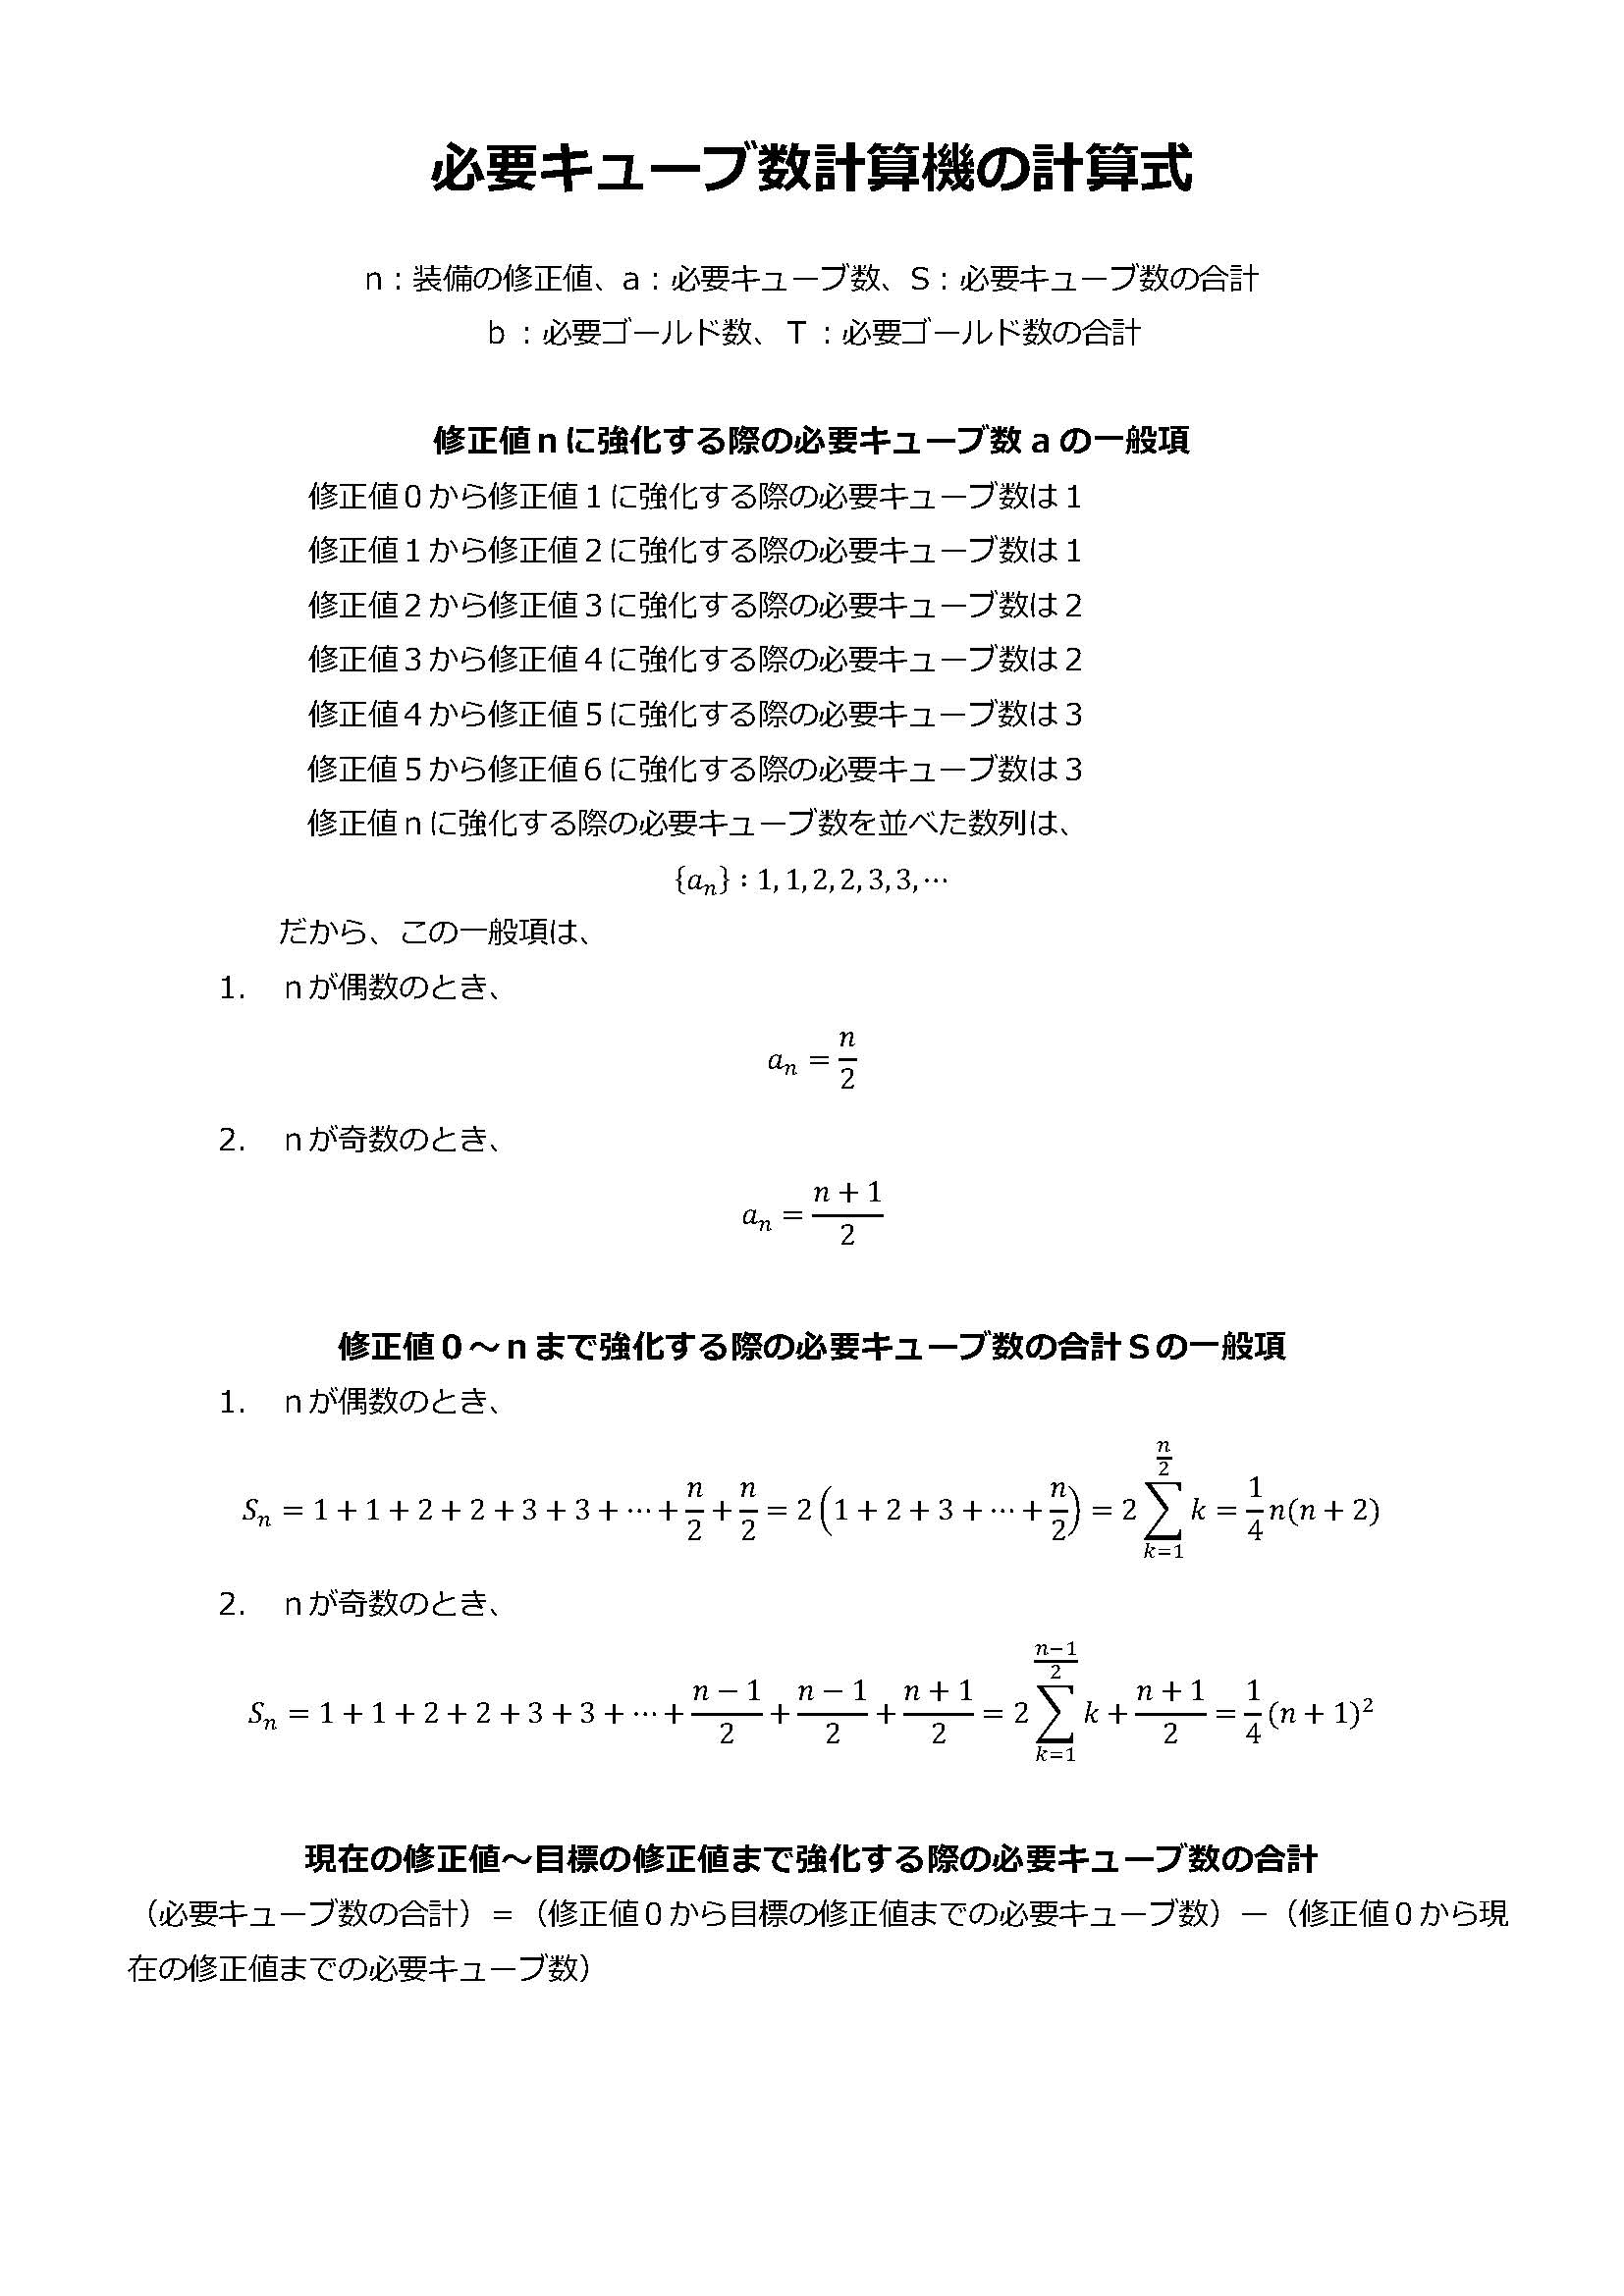 必要キューブ数計算機の計算式
n：装備の修正値、a：必要キューブ数、S：必要キューブ数の合計
b：必要ゴールド数、T：必要ゴールド数の合計
修正値nに強化する際の必要キューブ数aの一般項
修正値0から修正値1に強化する際の必要キューブ数は1
修正値1から修正値2に強化する際の必要キューブ数は1
修正値2から修正値3に強化する際の必要キューブ数は2
修正値3から修正値4に強化する際の必要キューブ数は2
修正値4から修正値5に強化する際の必要キューブ数は3
修正値5から修正値6に強化する際の必要キューブ数は3
修正値nに強化する際の必要キューブ数を並べた数列は、
{a_n} : 1, 1, 2, 2, 3, 3, ⋯
だから、この一般項は、
1. nが偶数のとき、
a_n = n/2
2. nが奇数のとき、
a_n = (n + 1)/2
修正値0～nまで強化する際の必要キューブ数の合計Sの一般項
1. nが偶数のとき、
S_n = 1 + 1 + 2 + 2 + 3 + 3 + ⋯ + n/2 + n/2 = 2(1 + 2 + 3 + ⋯ + n/2) = 2 ∑_{k=1}^{n/2} k = 1/4 n(n + 2)
2. nが奇数のとき、
S_n = 1 + 1 + 2 + 2 + 3 + 3 + ⋯ + (n − 1)/2 + (n − 1)/2 + (n + 1)/2 = 2 ∑_{k=1}^{(n−1)/2} k + (n + 1)/2 = 1/4 (n + 1)²
現在の修正値～目標の修正値まで強化する際の必要キューブ数の合計
（必要キューブ数の合計）＝（修正値0から目標の修正値までの必要キューブ数）－（修正値0から現
在の修正値までの必要キューブ数）